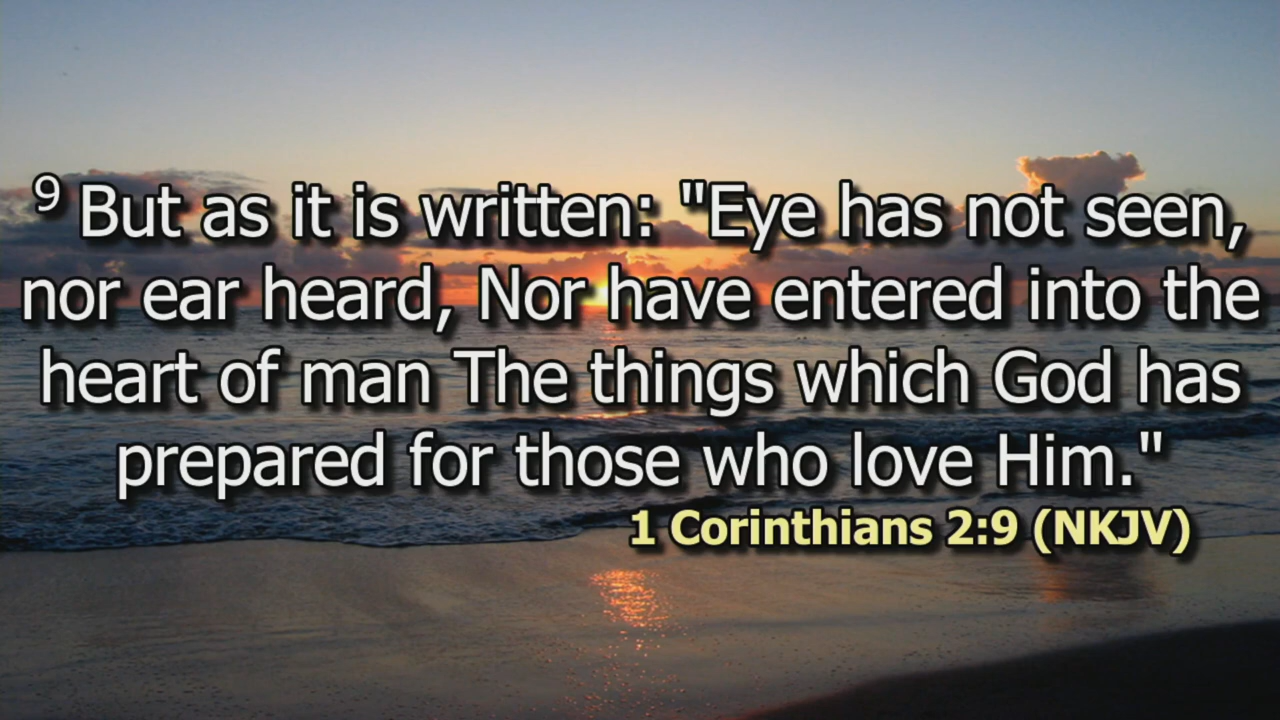 9 But as it is written: "Eye has not seen,
nor ear heard, Nor have entered into the
heart of man The things which God has
prepared for those who love Him."
1 Corinthians 2:9 (NKJV)